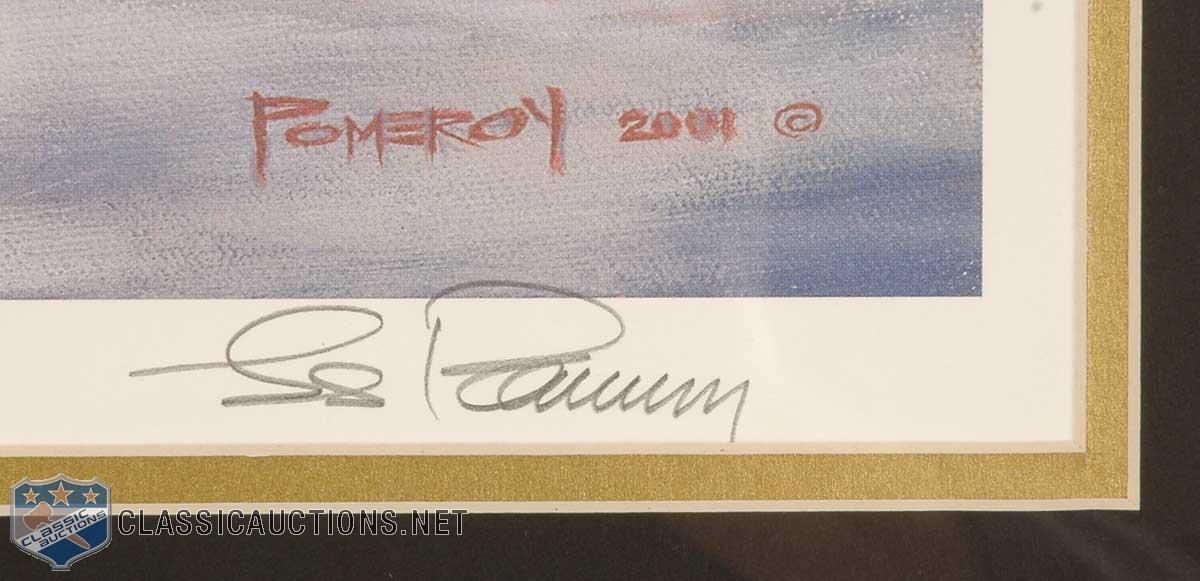 POMEROY 2001 ©
CLASSIC
AUCTIONS
CLASSICAUCTIONS.NET